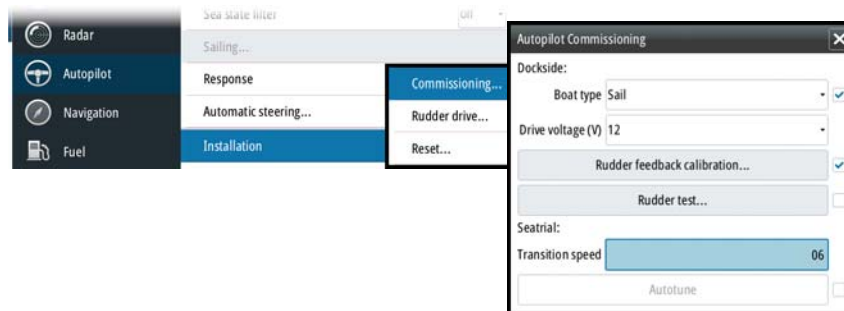 Sea state filter
Off
Radar
Sailing...
Autopilot
Response
Navigation
Automatic steering...
Fuel
Installation
Commissioning...
Rudder drive...
Reset...
Autopilot Commissioning
Dockside:
Boat type Sail
Drive voltage (V) 12
Rudder feedback calibration...
Rudder test...
Seatrial:
Transition speed 06
Autotune